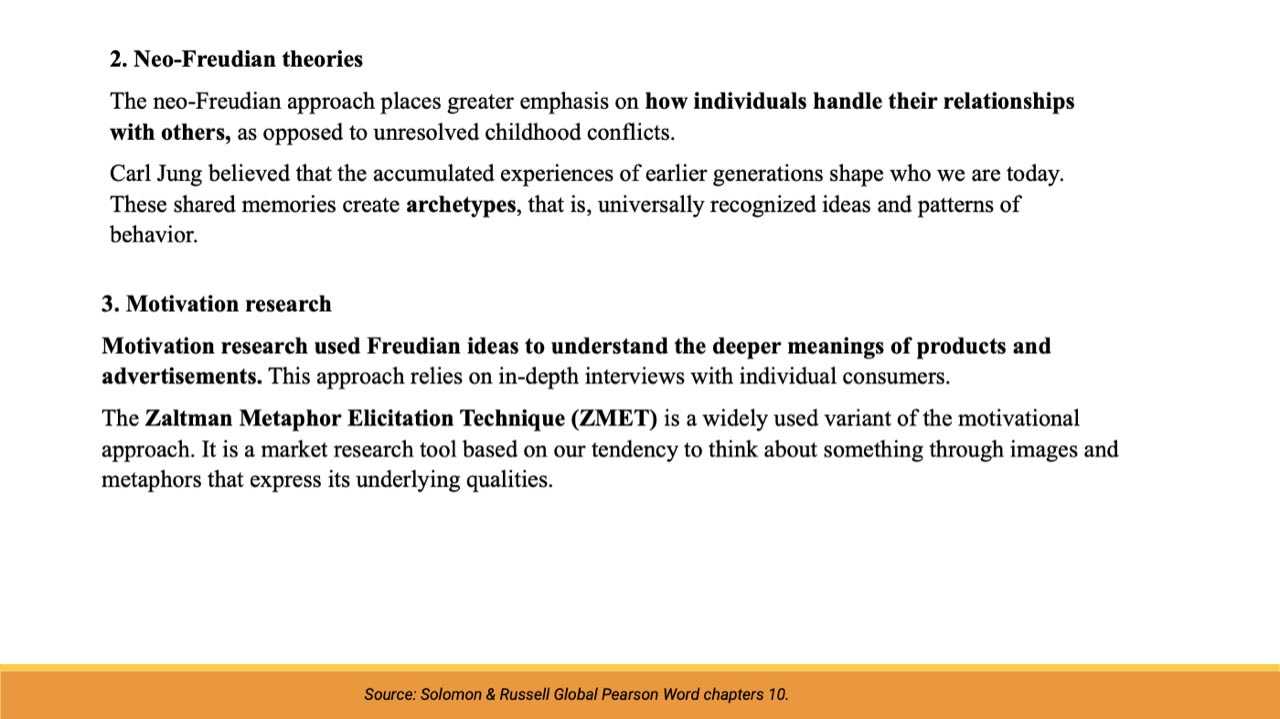 2. Neo-Freudian theories
The neo-Freudian approach places greater emphasis on how individuals handle their relationships
with others, as opposed to unresolved childhood conflicts.
Carl Jung believed that the accumulated experiences of earlier generations shape who we are today.
These shared memories create archetypes, that is, universally recognized ideas and patterns of
behavior.
3. Motivation research
Motivation research used Freudian ideas to understand the deeper meanings of products and
advertisements. This approach relies on in-depth interviews with individual consumers.
The Zaltman Metaphor Elicitation Technique (ZMET) is a widely used variant of the motivational
approach. It is a market research tool based on our tendency to think about something through images and
metaphors that express its underlying qualities.
Source: Solomon & Russell Global Pearson Word chapters 10.